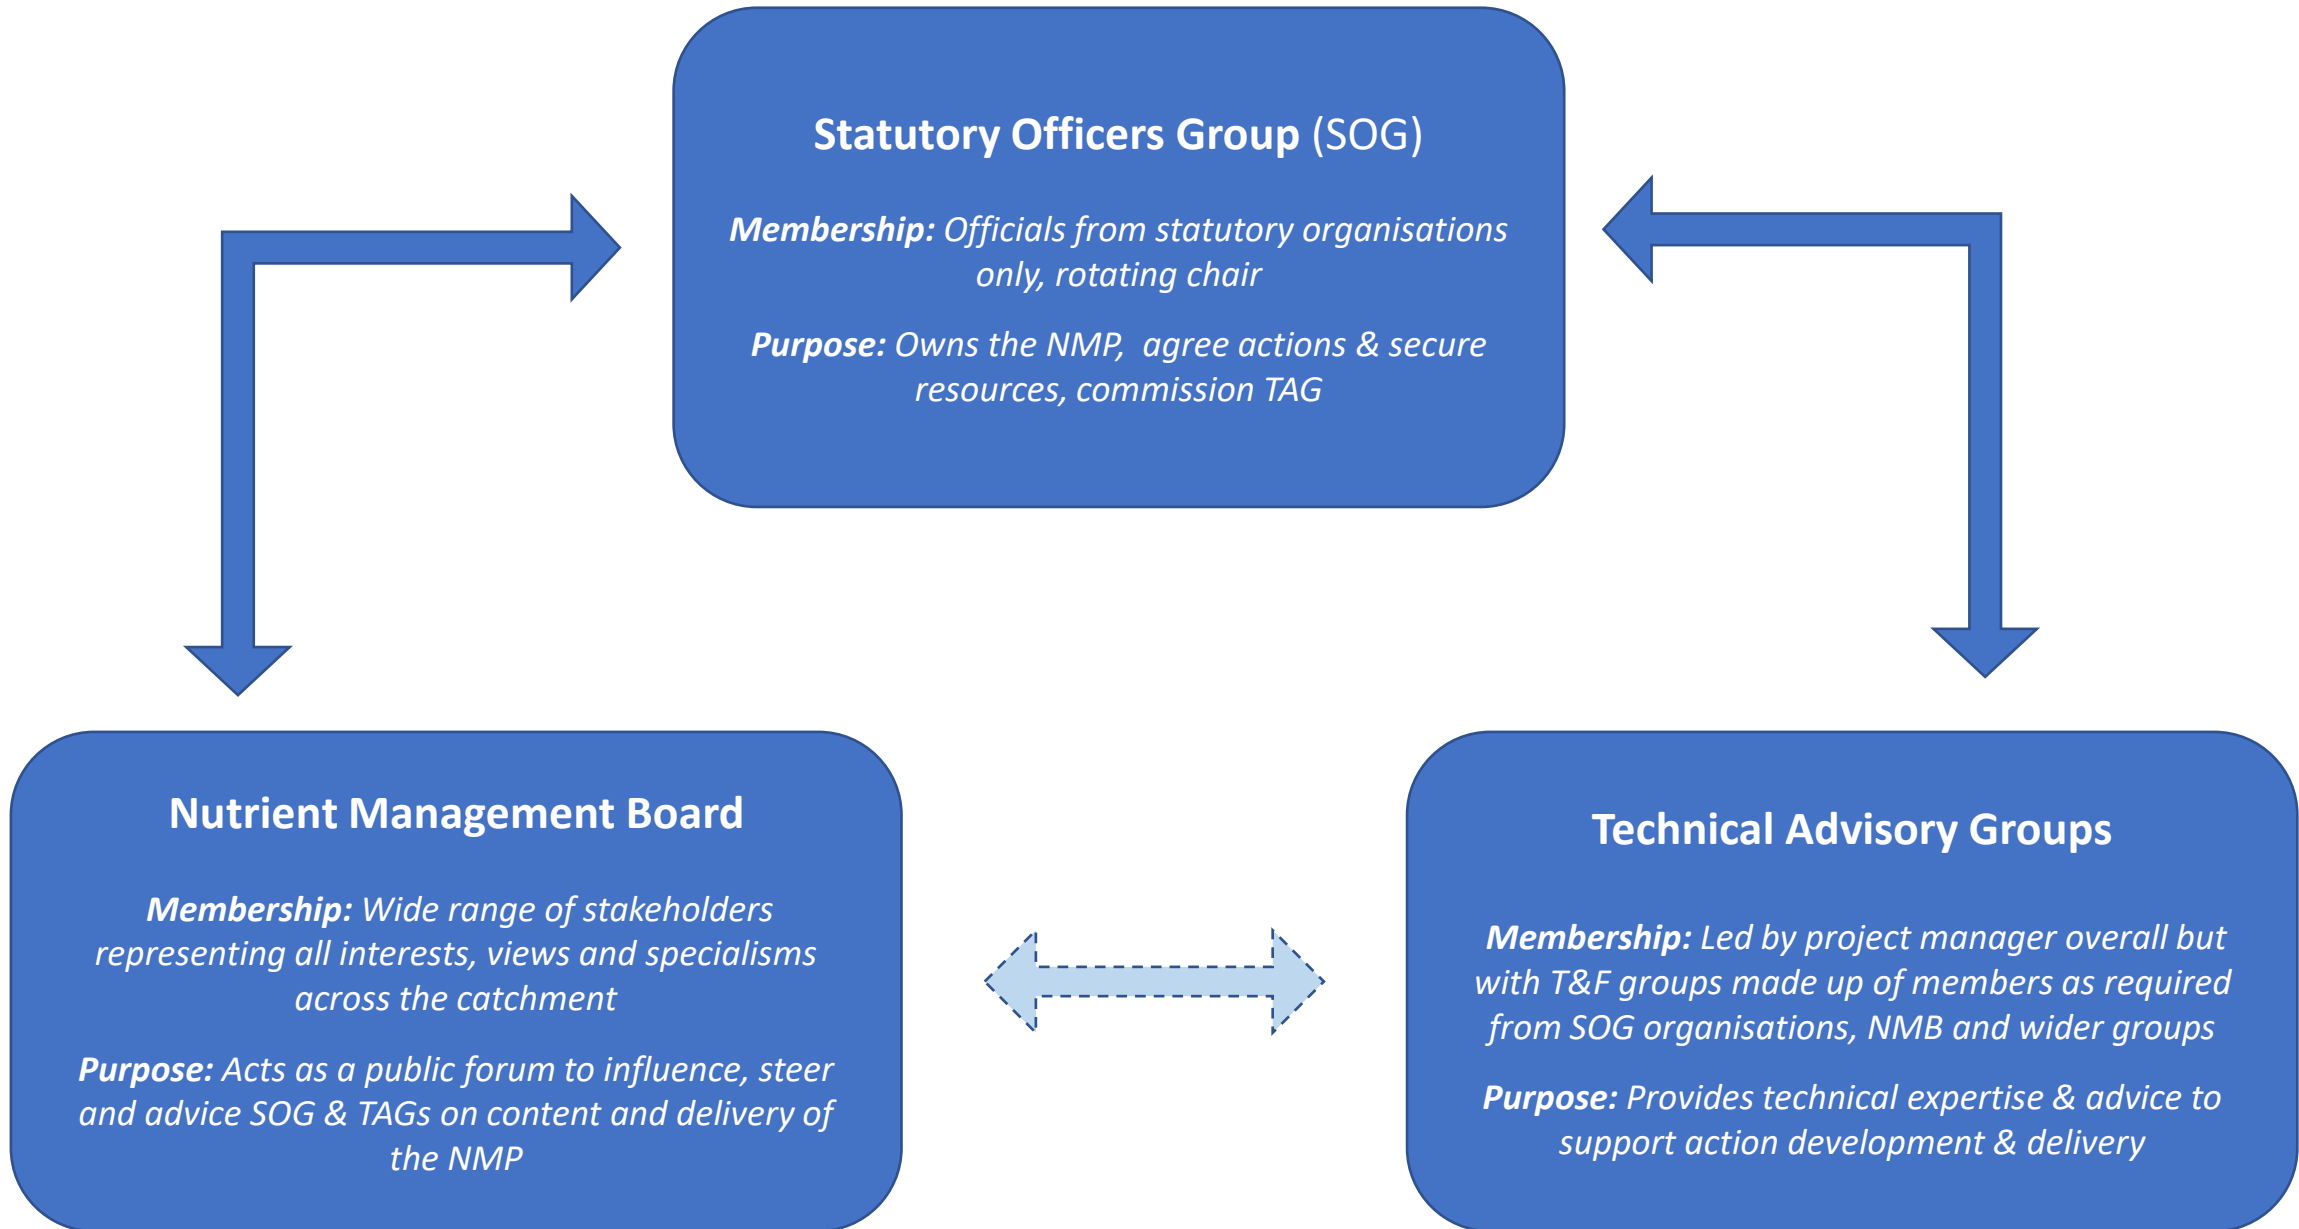 Statutory Officers Group (SOG)
Membership: Officials from statutory organisations
only, rotating chair
Purpose: Owns the NMP,  agree actions & secure
resources, commission TAG
Nutrient Management Board
Membership: Wide range of stakeholders
representing all interests, views and specialisms
across the catchment
Purpose: Acts as a public forum to influence, steer
and advice SOG & TAGs on content and delivery of
the NMP
Technical Advisory Groups
Membership: Led by project manager overall but
with T&F groups made up of members as required
from SOG organisations, NMB and wider groups
Purpose: Provides technical expertise & advice to
support action development & delivery